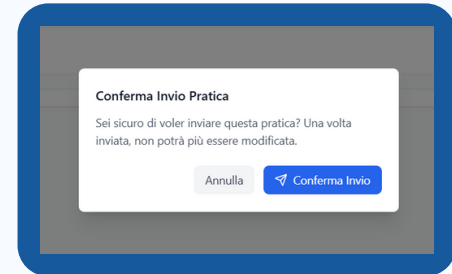 Conferma Invio Pratica
Sei sicuro di voler inviare questa pratica? Una volta
inviata, non potrà più essere modificata.
Annulla
Conferma Invio